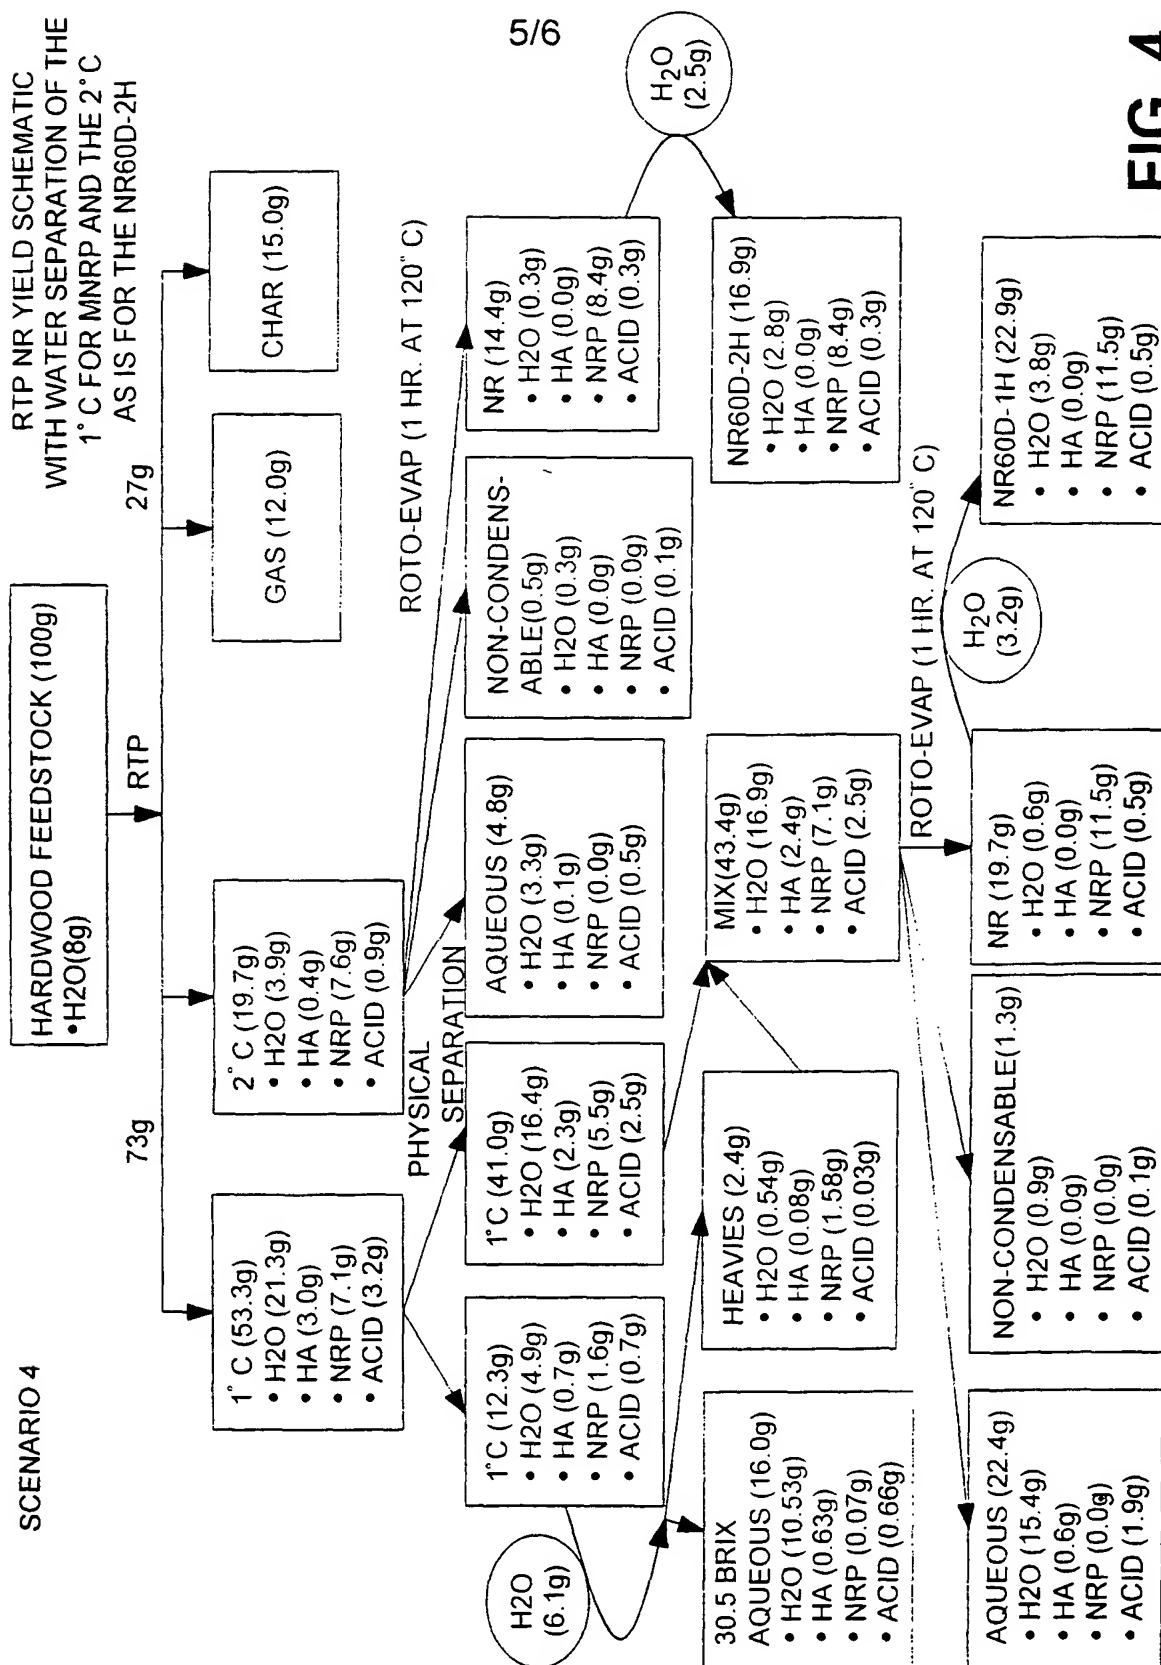 5/6
SCENARIO 4
RTP NR YIELD SCHEMATIC
WITH WATER SEPARATION OF THE
1°C FOR MNRP AND THE 2°C
AS IS FOR THE NR60D-2H
HARDWOOD FEEDSTOCK (100g)
•H2O(8g)
RTP
73g
27g
1°C (53.3g)
• H2O (21.3g)
• HA (3.0g)
• NRP (7.1g)
• ACID (3.2g)
2°C (19.7g)
• H2O (3.9g)
• HA (0.4g)
• NRP (7.6g)
• ACID (0.9g)
GAS (12.0g)
CHAR (15.0g)
PHYSICAL
SEPARATION
ROTO-EVAP (1 HR. AT 120°C)
1°C (12.3g)
• H2O (4.9g)
• HA (0.7g)
• NRP (1.6g)
• ACID (0.7g)
1°C (41.0g)
• H2O (16.4g)
• HA (2.3g)
• NRP (5.5g)
• ACID (2.5g)
AQUEOUS (4.8g)
• H2O (3.3g)
• HA (0.1g)
• NRP (0.0g)
• ACID (0.5g)
NON-CONDENS-
ABLE(0.5g)
• H2O (0.3g)
• HA (0.0g)
• NRP (0.0g)
• ACID (0.1g)
NR (14.4g)
• H2O (0.3g)
• HA (0.0g)
• NRP (8.4g)
• ACID (0.3g)
H2O
(6.1g)
H2O
(2.5g)
30.5 BRIX
AQUEOUS (16.0g)
• H2O (10.53g)
• HA (0.63g)
• NRP (0.07g)
• ACID (0.66g)
HEAVIES (2.4g)
• H2O (0.54g)
• HA (0.08g)
• NRP (1.58g)
• ACID (0.03g)
MIX(43.4g)
• H2O (16.9g)
• HA (2.4g)
• NRP (7.1g)
• ACID (2.5g)
NR60D-2H (16.9g)
• H2O (2.8g)
• HA (0.0g)
• NRP (8.4g)
• ACID (0.3g)
ROTO-EVAP (1 HR. AT 120°C)
H2O
(3.2g)
AQUEOUS (22.4g)
• H2O (15.4g)
• HA (0.6g)
• NRP (0.0g)
• ACID (1.9g)
NON-CONDENSABLE(1.3g)
• H2O (0.9g)
• HA (0.0g)
• NRP (0.0g)
• ACID (0.1g)
NR (19.7g)
• H2O (0.6g)
• HA (0.0g)
• NRP (11.5g)
• ACID (0.5g)
NR60D-1H (22.9g)
• H2O (3.8g)
• HA (0.0g)
• NRP (11.5g)
• ACID (0.5g)
FIG. 4